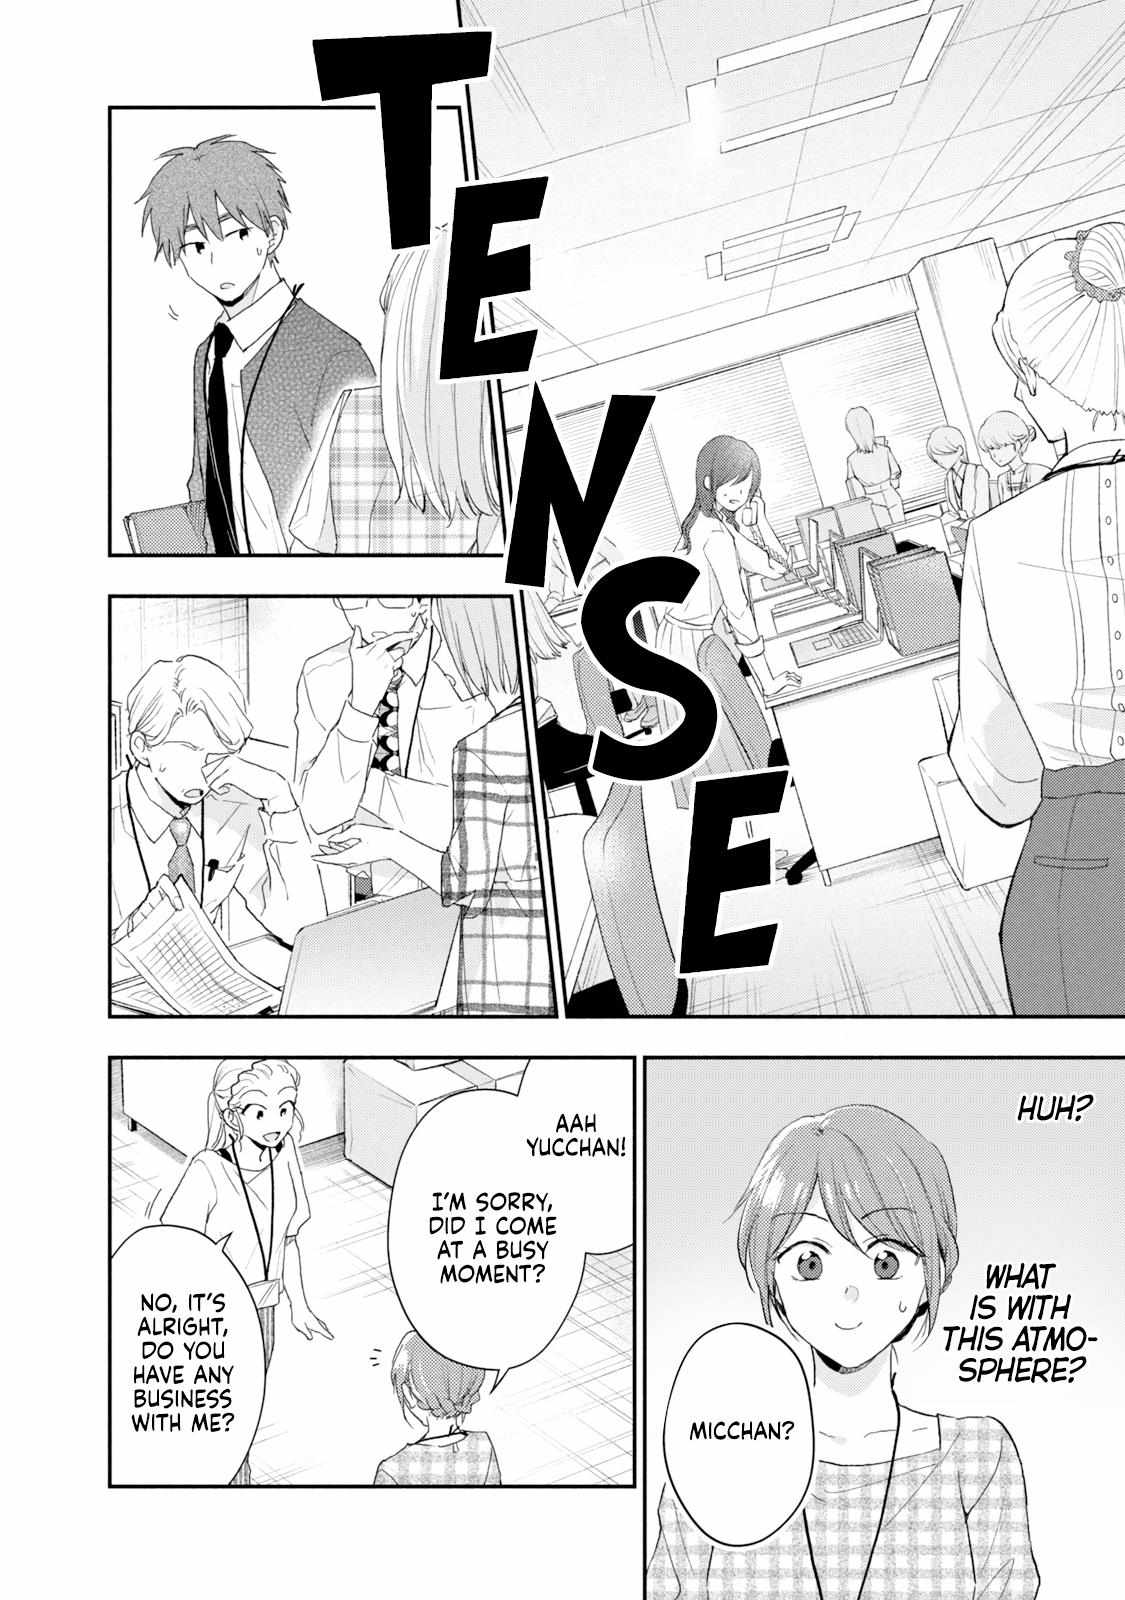 TENSE
HUH?
WHAT
IS WITH
THIS ATMO-
SPHERE?
MICCHAN?
AAH
YUCCHAN!
I'M SORRY,
DID I COME
AT A BUSY
MOMENT?
NO, IT'S
ALRIGHT,
DO YOU
HAVE ANY
BUSINESS
WITH ME?